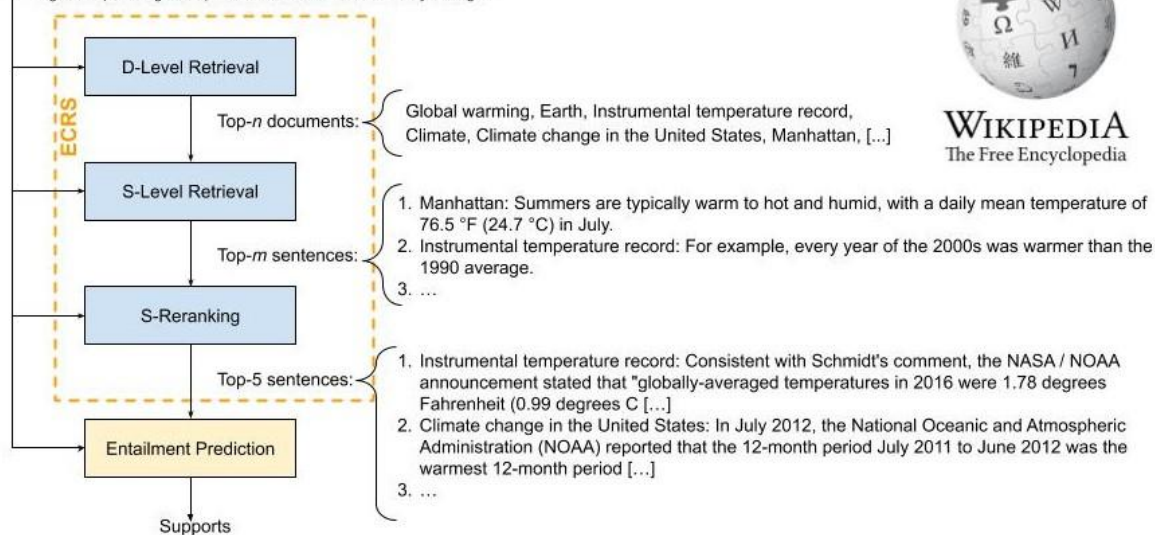 D-Level Retrieval
ECRS
Top-n documents:
Global warming, Earth, Instrumental temperature record,
Climate, Climate change in the United States, Manhattan, [...]
Ω
W
И
維
7
WIKIPEDIA
The Free Encyclopedia
S-Level Retrieval
Top-m sentences:
1. Manhattan: Summers are typically warm to hot and humid, with a daily mean temperature of
76.5 °F (24.7 °C) in July.
2. Instrumental temperature record: For example, every year of the 2000s was warmer than the
1990 average.
3. …
S-Reranking
Top-5 sentences:
1. Instrumental temperature record: Consistent with Schmidt's comment, the NASA / NOAA
announcement stated that "globally-averaged temperatures in 2016 were 1.78 degrees
Fahrenheit (0.99 degrees C […]
2. Climate change in the United States: In July 2012, the National Oceanic and Atmospheric
Administration (NOAA) reported that the 12-month period July 2011 to June 2012 was the
warmest 12-month period […]
3. …
Entailment Prediction
Supports